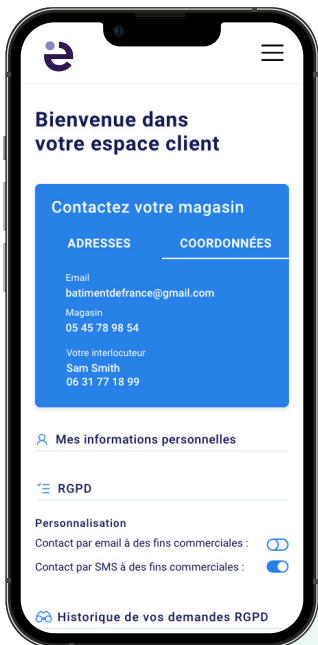 ë
Bienvenue dans
votre espace client
Contactez votre magasin
ADRESSES COORDONNÉES
Email
batimentdefrance@gmail.com
Magasin
05 45 78 98 54
Votre interlocuteur
Sam Smith
06 31 77 18 99
Mes informations personnelles
RGPD
Personnalisation
Contact par email à des fins commerciales :
Contact par SMS à des fins commerciales :
Historique de vos demandes RGPD